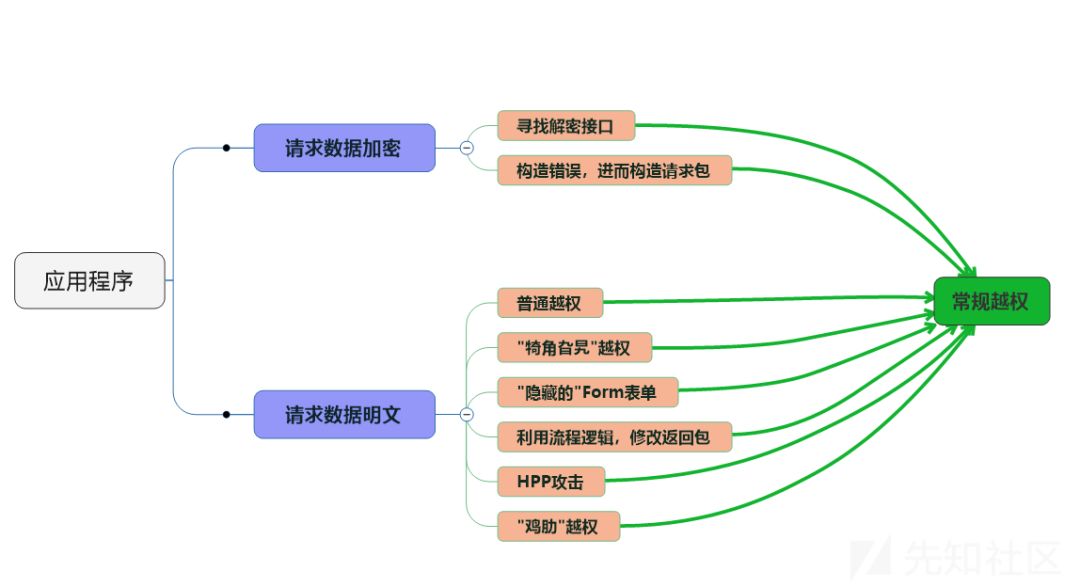 请求数据加密
寻找解密接口
构造错误，进而构造请求包
应用程序
普通越权
常规越权
"犄角旮旯"越权
"隐藏的"Form表单
请求数据明文
利用流程逻辑，修改返回包
HPP攻击
"鸡肋"越权
先知社区